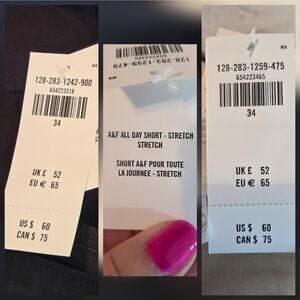 128-283-1242-900
654223318
34
UK £ 52
EU € 65
US $ 60
CAN $ 75
128-283-1259-475
A&F ALL DAY SHORT - STRETCH
STRETCH
SHORT A&F POUR TOUTE
LA JOURNEE - STRETCH
128-283-1259-475
654223465
34
UK £ 52
EU € 65
US $ 60
CAN $ 75